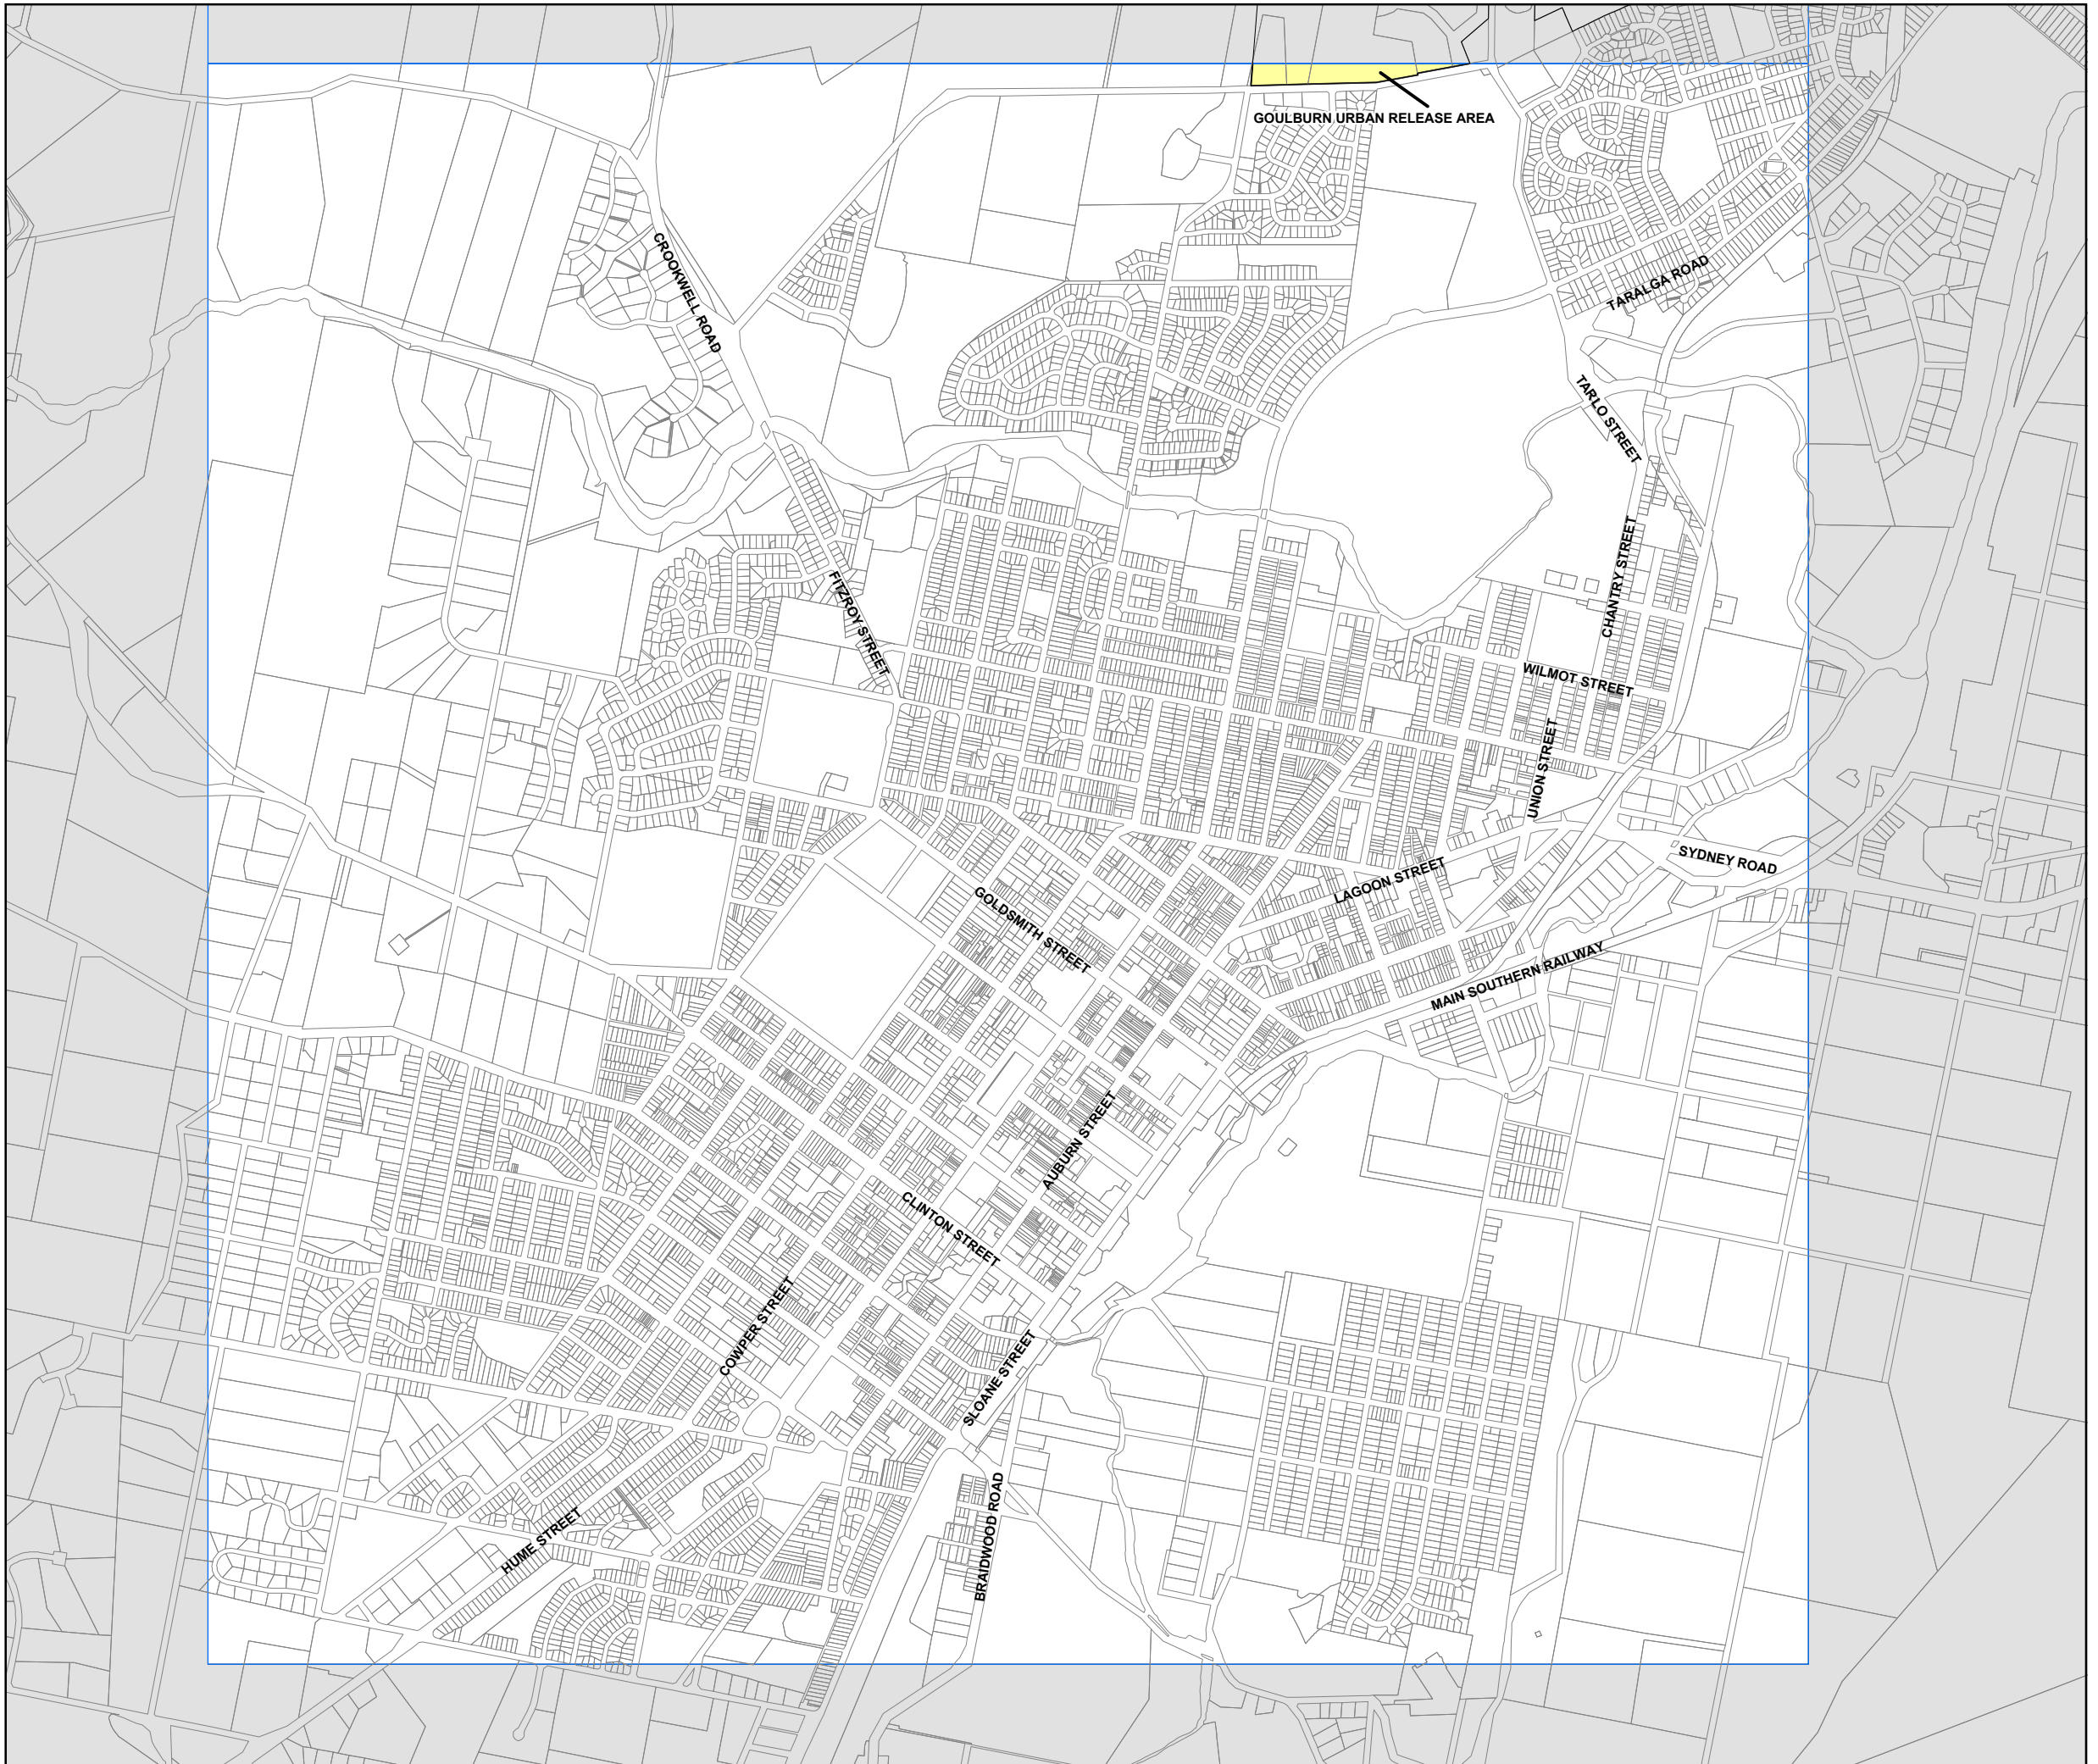 GOULBURN URBAN RELEASE AREA
CROOKWELL ROAD
TARALGA ROAD
TARLO STREET
CHANTRY STREET
FITZROY STREET
WILMOT STREET
UNION STREET
SYDNEY ROAD
LAGOON STREET
GOLDSMITH STREET
MAIN SOUTHERN RAILWAY
AUBURN STREET
CLINTON STREET
COWPER STREET
SLOANE STREET
BRAIDWOOD ROAD
HUME STREET